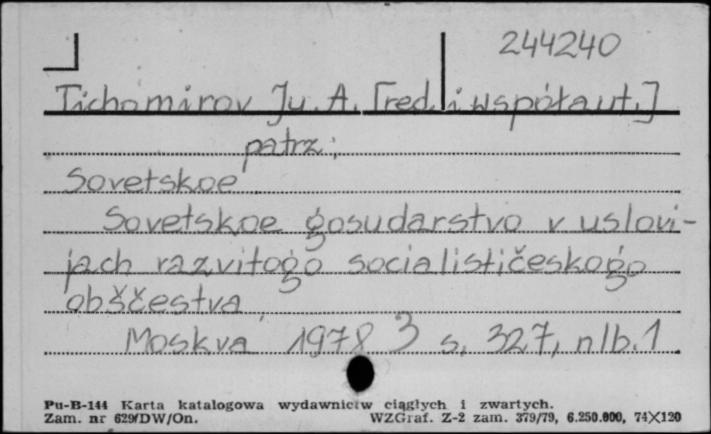 244240
Tichomirov Ju. A. [red. i współaut.]
patrz:
Sovetskoe
Sovetskoe gosudarstvo v uslovi-
jach razvitogo socialističeskogo
obščestva
Moskva 1978 3 s. 327, nlb. 1
Pu-B-144 Karta katalogowa wydawnictw ciągłych i zwartych.
Zam. nr 629/DW/On. WZGraf. Z-2 zam. 379/79, 6.250.000, 74X120